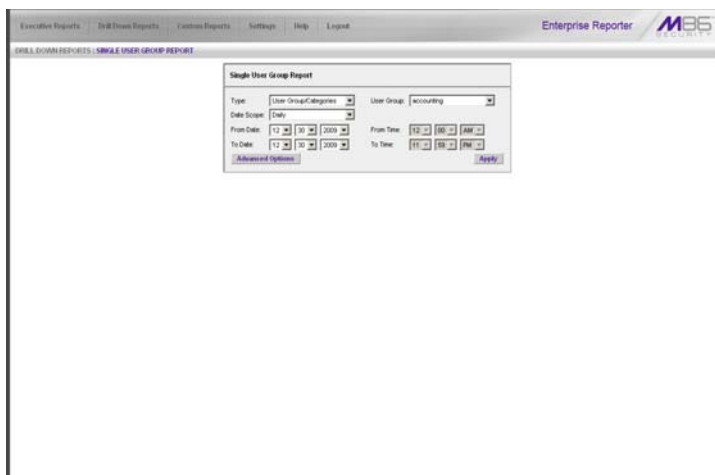 Executive Reports Drill Down Reports Custom Reports Settings Help Logout Enterprise Reporter M86 SECURITY
DRILL DOWN REPORTS : SINGLE USER GROUP REPORT
Single User Group Report
Type: User Group/Categories User Group: accounting
Date Scope: Daily
From Date: 12 30 2009 From Time: 12 00 AM
To Date: 12 30 2009 To Time: 11 59 PM
Advanced Options Apply